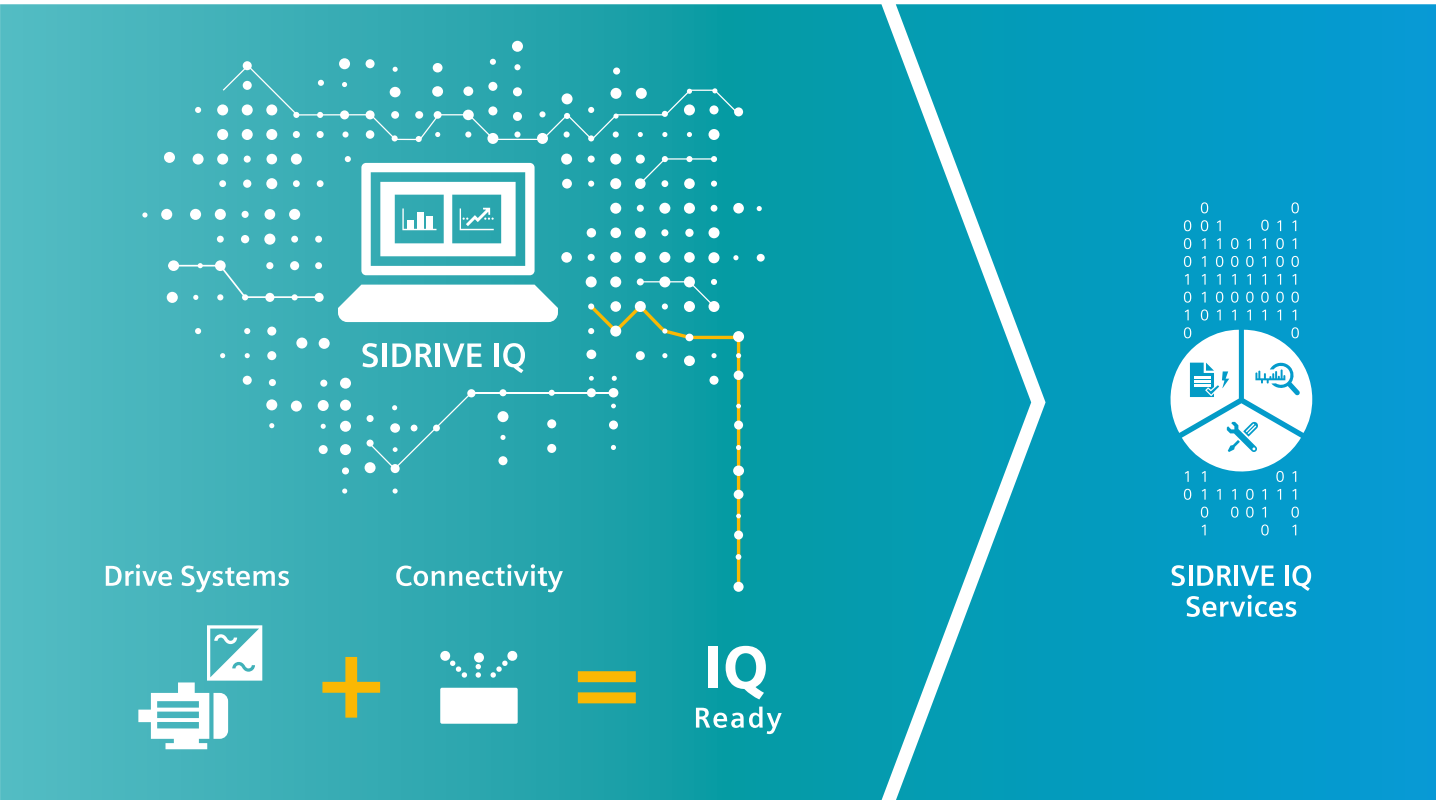 SIDRIVE IQ
Drive Systems
Connectivity
IQ
Ready
0 0
0 0 1 0 1 1
0 1 1 0 1 1 0 1
0 1 0 0 0 1 0 0
1 1 1 1 1 1 1 1
0 1 0 0 0 0 0 0
1 0 1 1 1 1 1 1
0 0
1 1 0 1
0 1 1 1 0 1 1 1
0 0 0 1 0
1 0 1
SIDRIVE IQ
Services